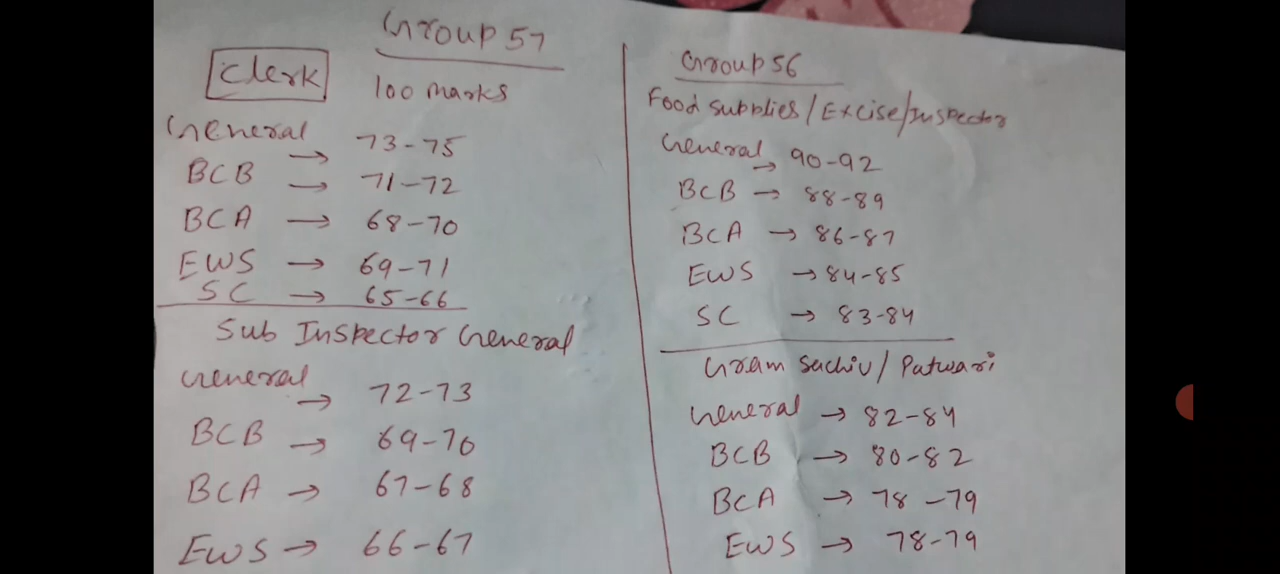 Group 57
Clerk
100 marks
General → 73-75
BCB → 71-72
BCA → 68-70
EWS → 69-71
SC → 65-66
Sub Inspector General
General → 72-73
BCB → 69-70
BCA → 67-68
EWS → 66-67
Group 56
Food supplies/Excise/Inspector
General → 90-92
BCB → 88-89
BCA → 86-87
EWS → 84-85
SC → 83-84
Gram Sachiv/Patwari
General → 82-84
BCB → 80-82
BCA → 78-79
EWS → 78-79